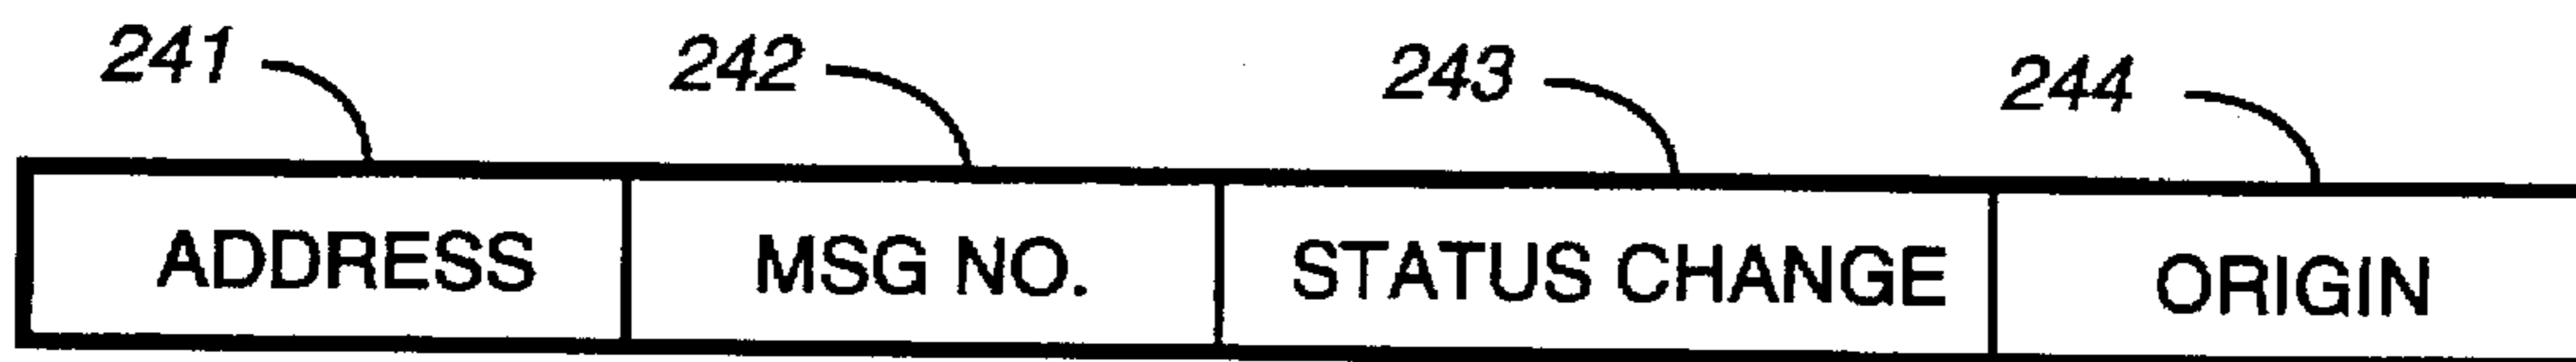 241 242 243 244
ADDRESS MSG NO. STATUS CHANGE ORIGIN